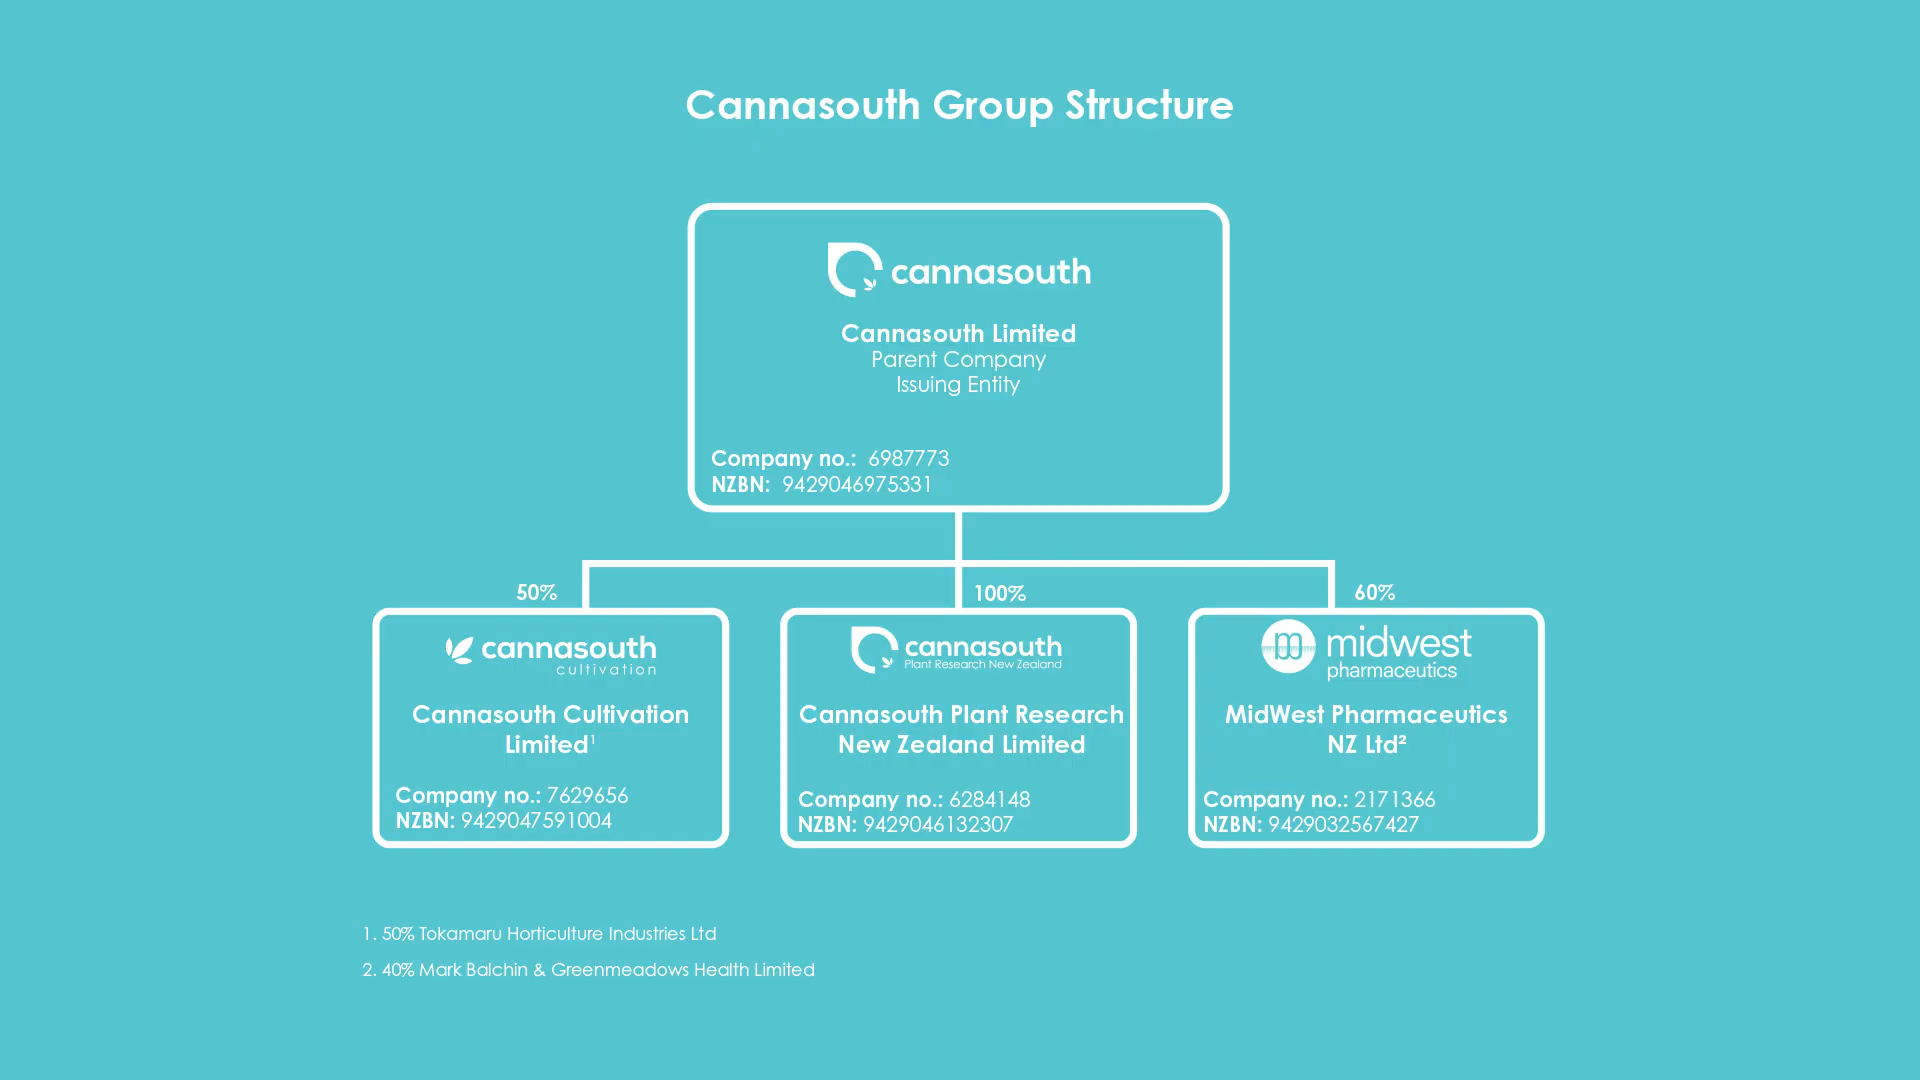 Cannasouth Group Structure
cannasouth
Cannasouth Limited
Parent Company
Issuing Entity
Company no.: 6987773
NZBN: 9429046975331
50%
100%
60%
cannasouth
cultivation
Cannasouth Cultivation
Limited¹
Company no.: 7629656
NZBN: 9429047591004
cannasouth
Plant Research New Zealand
Cannasouth Plant Research
New Zealand Limited
Company no.: 6284148
NZBN: 9429046132307
midwest
pharmaceutics
MidWest Pharmaceutics
NZ Ltd²
Company no.: 2171366
NZBN: 9429032567427
1. 50% Tokamaru Horticulture Industries Ltd
2. 40% Mark Balchin & Greenmeadows Health Limited